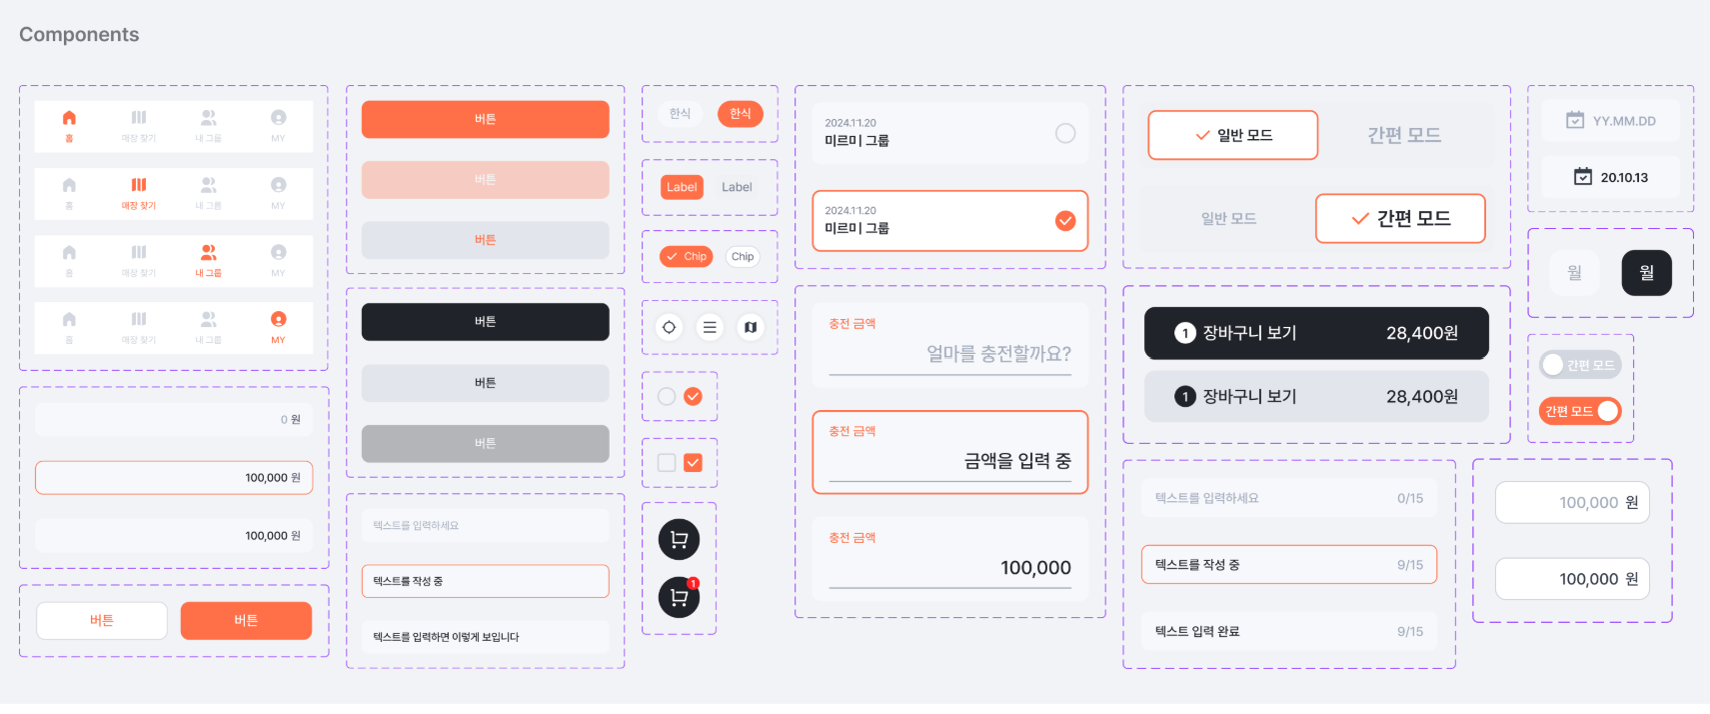 Components
홈 매장 찾기 내 그룹 MY
홈 매장 찾기 내 그룹 MY
홈 매장 찾기 내 그룹 MY
홈 매장 찾기 내 그룹 MY
0 원
100,000 원
100,000 원
버튼 버튼
버튼
버튼
버튼
버튼
버튼
버튼
텍스트를 입력하세요
텍스트를 작성 중
텍스트를 입력하면 이렇게 보입니다
한식 한식
Label Label
Chip Chip
1
2024.11.20
미르미 그룹
2024.11.20
미르미 그룹
충전 금액
얼마를 충전할까요?
충전 금액
금액을 입력 중
충전 금액
100,000
일반 모드 간편 모드
일반 모드 간편 모드
1 장바구니 보기 28,400원
1 장바구니 보기 28,400원
텍스트를 입력하세요 0/15
텍스트를 작성 중 9/15
텍스트 입력 완료 9/15
YY.MM.DD
20.10.13
월 월
간편 모드
간편 모드
100,000 원
100,000 원